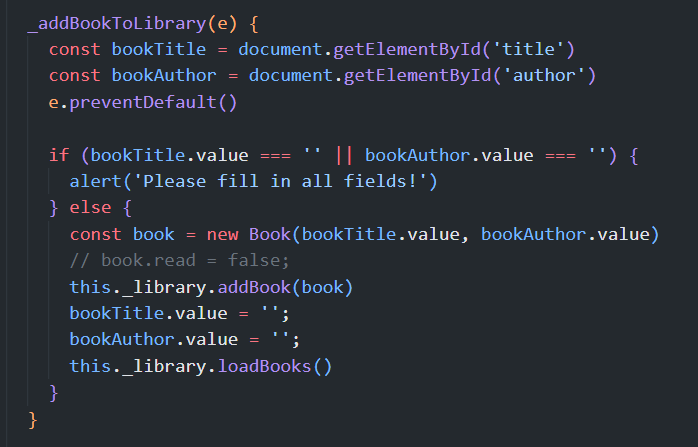 _addBookToLibrary(e) {
const bookTitle = document.getElementById('title')
const bookAuthor = document.getElementById('author')
e.preventDefault()
if (bookTitle.value === '' || bookAuthor.value === '') {
alert('Please fill in all fields!')
} else {
const book = new Book(bookTitle.value, bookAuthor.value)
// book.read = false;
this._library.addBook(book)
bookTitle.value = '';
bookAuthor.value = '';
this._library.loadBooks()
}
}